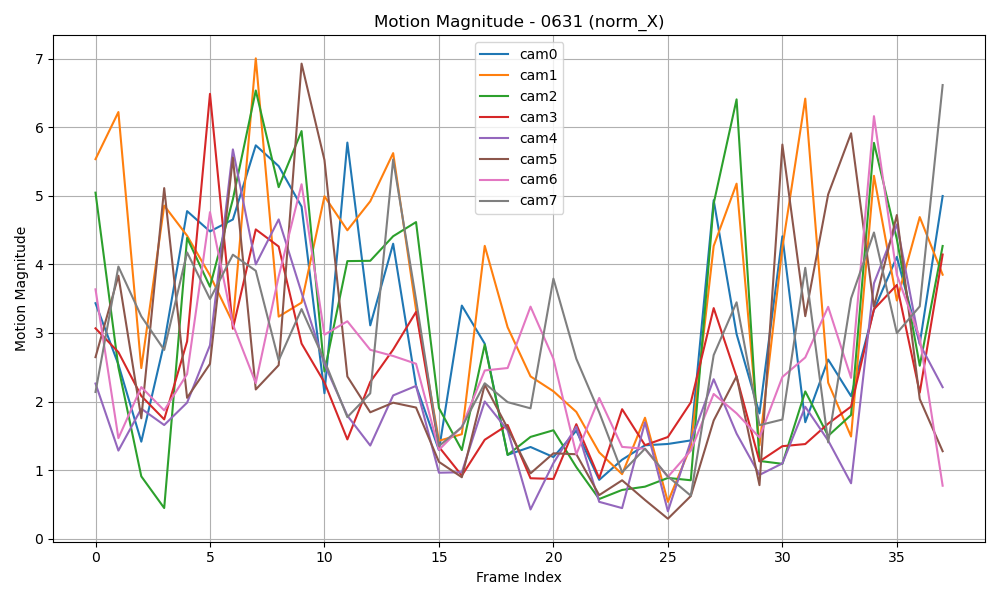 Motion Magnitude - 0631 (norm_X)
cam0
cam1
cam2
cam3
cam4
cam5
cam6
cam7
Motion Magnitude
7
6
5
4
3
2
1
0
0 5 10 15 20 25 30 35
Frame Index